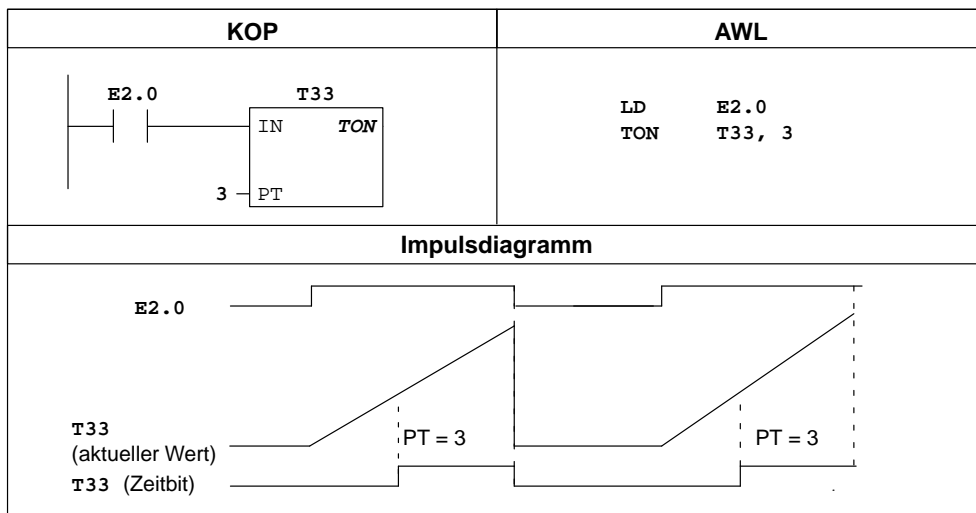 KOP
AWL
E2.0 T33
IN TON
3 PT
LD E2.0
TON T33, 3
Impulsdiagramm
E2.0
T33
(aktueller Wert)
PT = 3 PT = 3
T33 (Zeitbit)